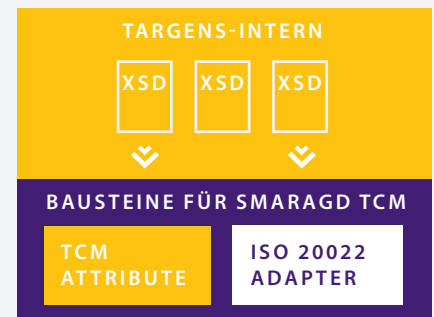 TARGENS-INTERN
XSD XSD XSD
BAUSTEINE FÜR SMARAGD TCM
TCM
ATTRIBUTE
ISO 20022
ADAPTER